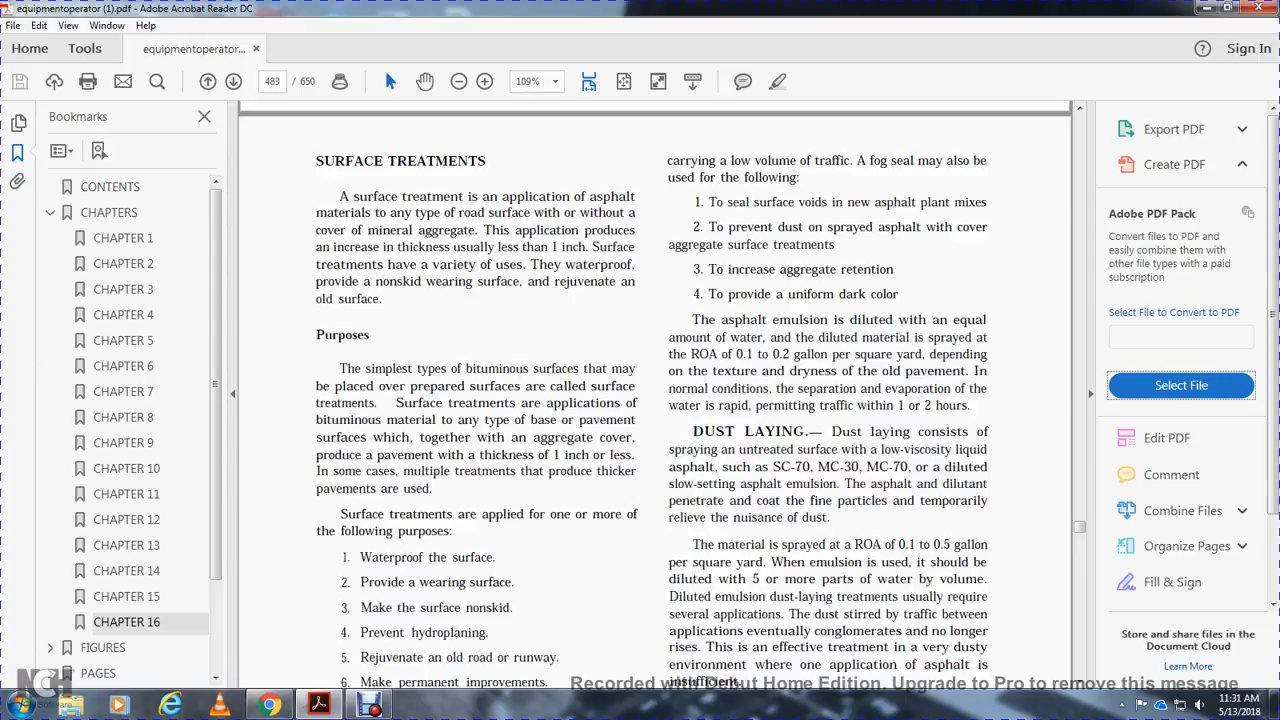 equipmentoperator (1).pdf - Adobe Acrobat Reader DC
File Edit View Window Help
Home Tools equipmentoperator... × ? Sign In
483 / 650 109%
Bookmarks
CONTENTS
CHAPTERS
CHAPTER 1
CHAPTER 2
CHAPTER 3
CHAPTER 4
CHAPTER 5
CHAPTER 6
CHAPTER 7
CHAPTER 8
CHAPTER 9
CHAPTER 10
CHAPTER 11
CHAPTER 12
CHAPTER 13
CHAPTER 14
CHAPTER 15
CHAPTER 16
FIGURES
PAGES
SURFACE TREATMENTS
A surface treatment is an application of asphalt
materials to any type of road surface with or without a
cover of mineral aggregate. This application produces
an increase in thickness usually less than 1 inch. Surface
treatments have a variety of uses. They waterproof,
provide a nonskid wearing surface, and rejuvenate an
old surface.
Purposes
The simplest types of bituminous surfaces that may
be placed over prepared surfaces are called surface
treatments. Surface treatments are applications of
bituminous material to any type of base or pavement
surfaces which, together with an aggregate cover,
produce a pavement with a thickness of 1 inch or less.
In some cases, multiple treatments that produce thicker
pavements are used.
Surface treatments are applied for one or more of
the following purposes:
1. Waterproof the surface.
2. Provide a wearing surface.
3. Make the surface nonskid.
4. Prevent hydroplaning.
5. Rejuvenate an old road or runway.
6. Make permanent improvements.
carrying a low volume of traffic. A fog seal may also be
used for the following:
1. To seal surface voids in new asphalt plant mixes
2. To prevent dust on sprayed asphalt with cover
aggregate surface treatments
3. To increase aggregate retention
4. To provide a uniform dark color
The asphalt emulsion is diluted with an equal
amount of water, and the diluted material is sprayed at
the ROA of 0.1 to 0.2 gallon per square yard, depending
on the texture and dryness of the old pavement. In
normal conditions, the separation and evaporation of the
water is rapid, permitting traffic within 1 or 2 hours.
DUST LAYING.— Dust laying consists of
spraying an untreated surface with a low-viscosity liquid
asphalt, such as SC-70, MC-30, MC-70, or a diluted
slow-setting asphalt emulsion. The asphalt and dilutant
penetrate and coat the fine particles and temporarily
relieve the nuisance of dust.
The material is sprayed at a ROA of 0.1 to 0.5 gallon
per square yard. When emulsion is used, it should be
diluted with 5 or more parts of water by volume.
Diluted emulsion dust-laying treatments usually require
several applications. The dust stirred by traffic between
applications eventually conglomerates and no longer
rises. This is an effective treatment in a very dusty
environment where one application of asphalt is
insufficient.
Export PDF
Create PDF
Adobe PDF Pack
Convert files to PDF and
easily combine them with
other file types with a paid
subscription
Select File to Convert to PDF
Select File
Edit PDF
Comment
Combine Files
Organize Pages
Fill & Sign
Store and share files in the
Document Cloud
Learn More
NCH
Software
Recorded with Debut Home Edition. Upgrade to Pro to remove this message
11:31 AM
5/13/2018